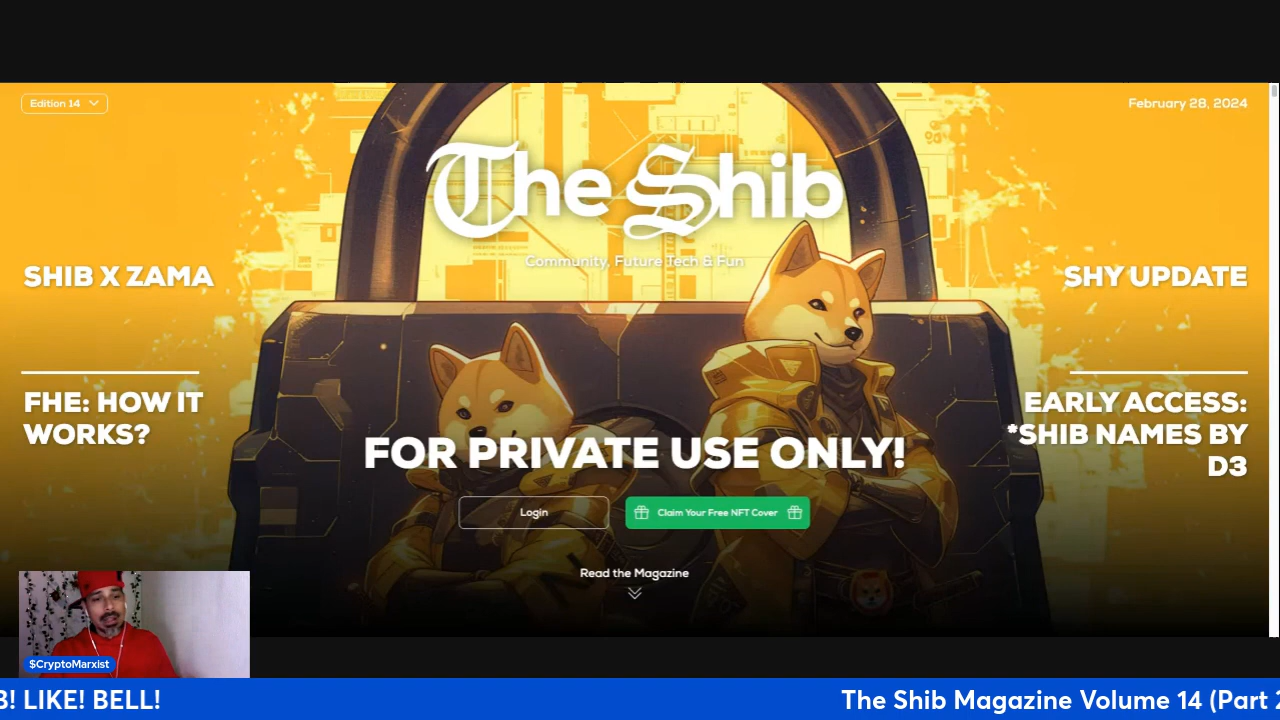 Edition 14
February 28, 2024
The Shib
Community, Future Tech & Fun
SHIB X ZAMA
SHY UPDATE
FHE: HOW IT
WORKS?
EARLY ACCESS:
*SHIB NAMES BY
D3
FOR PRIVATE USE ONLY!
Login
Claim Your Free NFT Cover
Read the Magazine
$CryptoMarxist
B! LIKE! BELL!
The Shib Magazine Volume 14 (Part 2